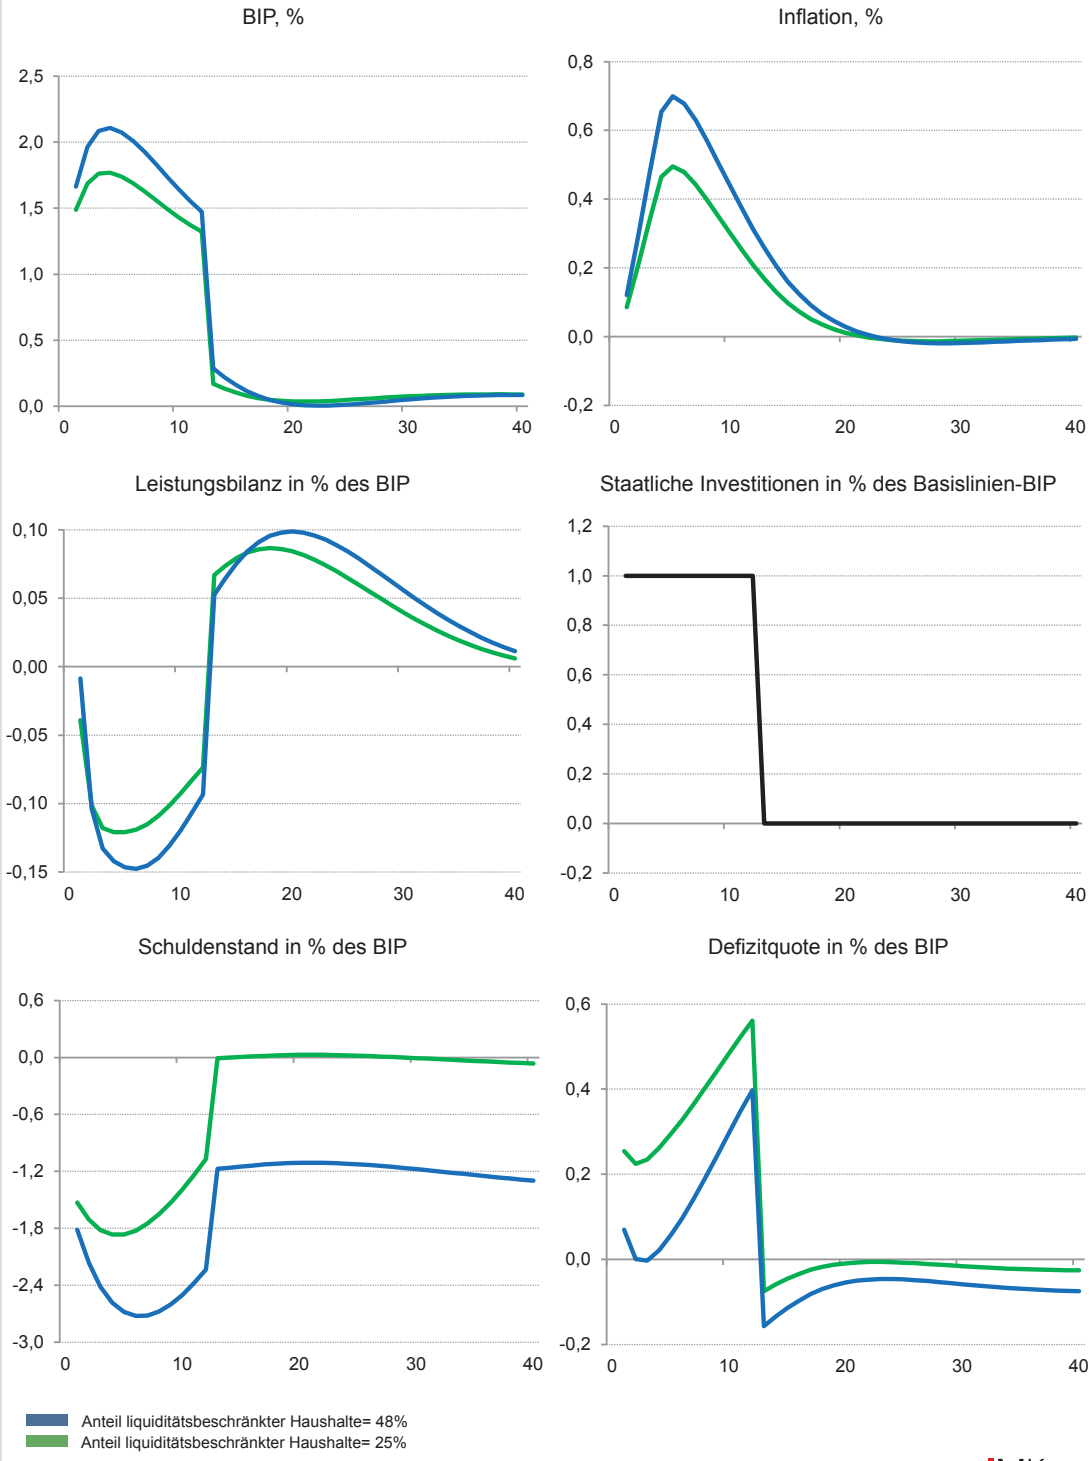 BIP, %
Inflation, %
2,5
2,0
1,5
1,0
0,5
0,0
0 10 20 30 40
0,8
0,6
0,4
0,2
0,0
-0,2
0 10 20 30 40
Leistungsbilanz in % des BIP
Staatliche Investitionen in % des Basislinien-BIP
0,10
0,05
0,00
-0,05
-0,10
-0,15
0 10 20 30 40
1,2
1,0
0,8
0,6
0,4
0,2
0,0
-0,2
0 10 20 30 40
Schuldenstand in % des BIP
Defizitquote in % des BIP
0,6
0,0
-0,6
-1,2
-1,8
-2,4
-3,0
0 10 20 30 40
0,6
0,4
0,2
0,0
-0,2
0 10 20 30 40
Anteil liquiditätsbeschränkter Haushalte= 48%
Anteil liquiditätsbeschränkter Haushalte= 25%